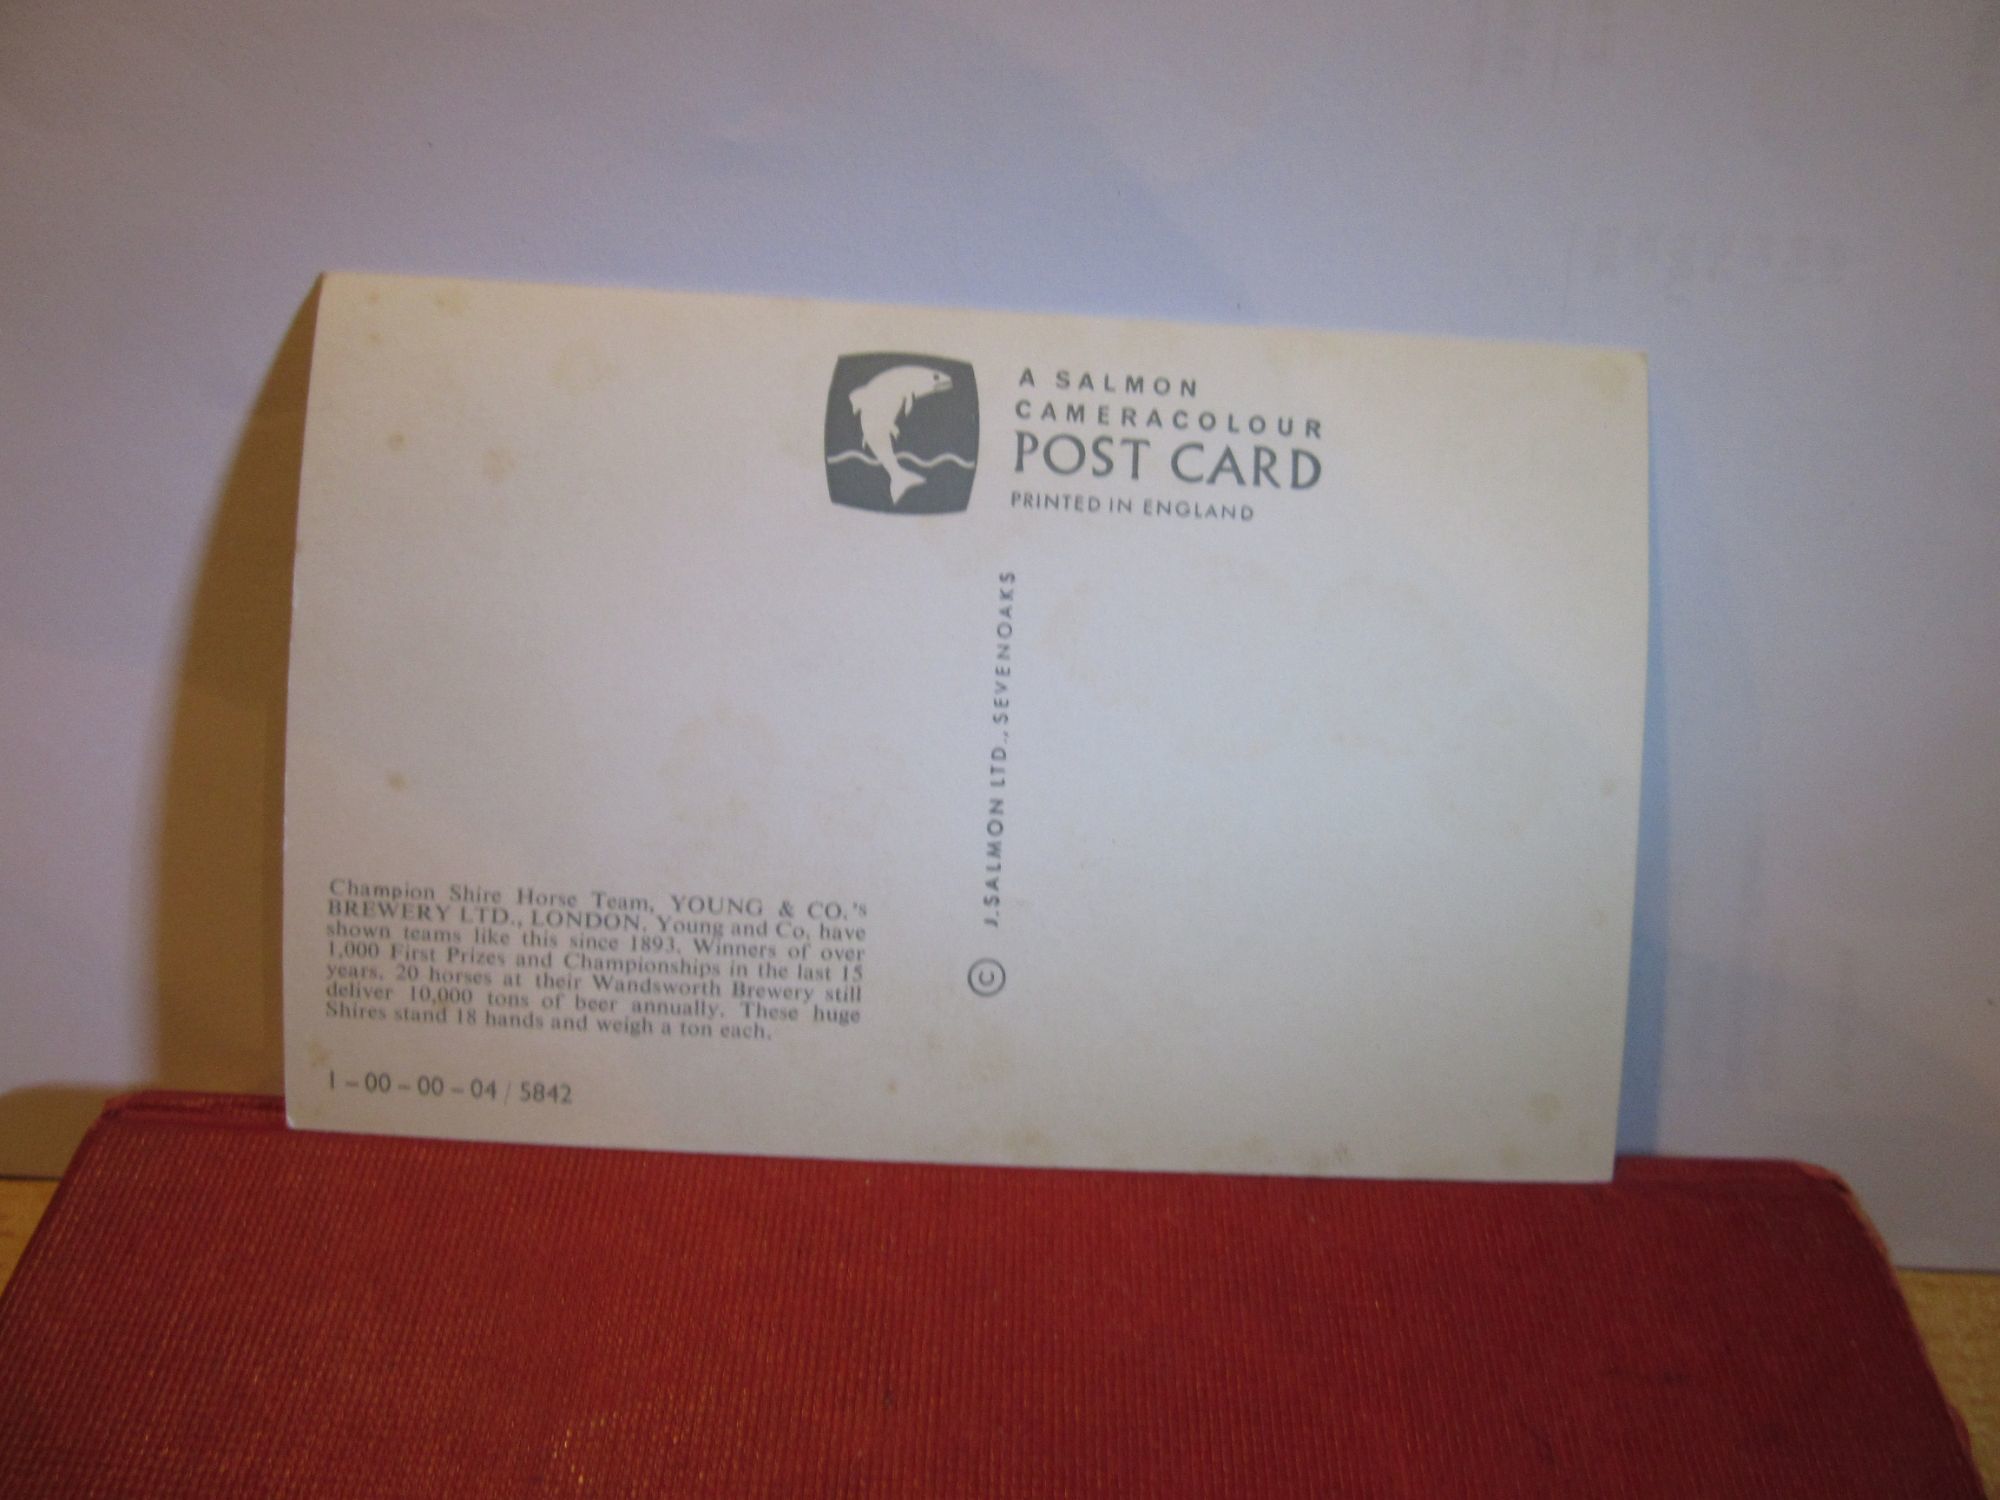 A SALMON
CAMERACOLOUR
POST CARD
PRINTED IN ENGLAND
© J. SALMON LTD., SEVENOAKS
Champion Shire Horse Team, YOUNG & CO.'s
BREWERY LTD., LONDON. Young and Co. have
shown teams like this since 1893. Winners of over
1,000 First Prizes and Championships in the last 15
years. 20 horses at their Wandsworth Brewery still
deliver 10,000 tons of beer annually. These huge
Shires stand 18 hands and weigh a ton each.
1 – 00 – 00 – 04 / 5842